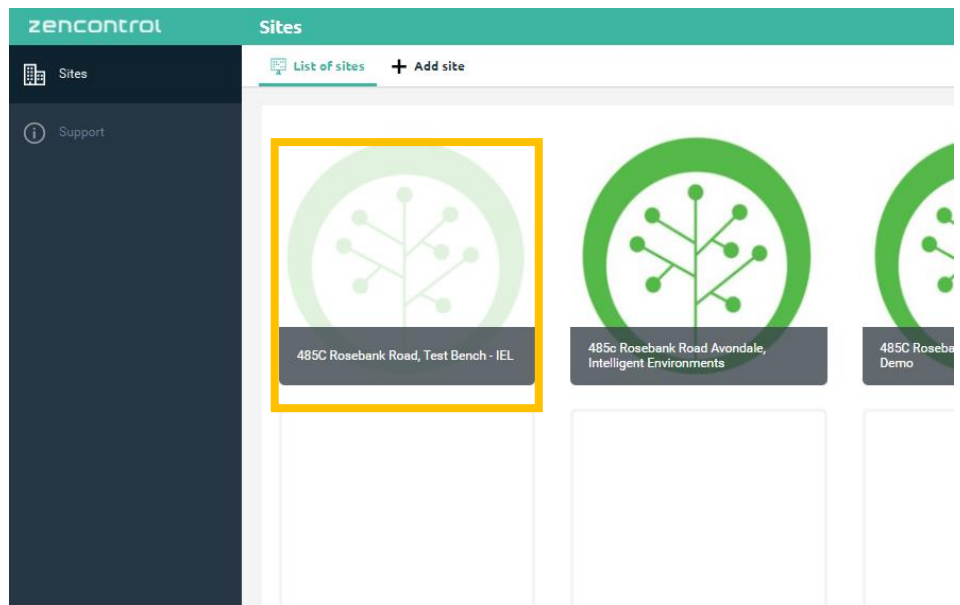 zencontrol
Sites
Sites
List of sites
Add site
Support
485C Rosebank Road, Test Bench - IEL
485c Rosebank Road Avondale,
Intelligent Environments
485C Roseba
Demo